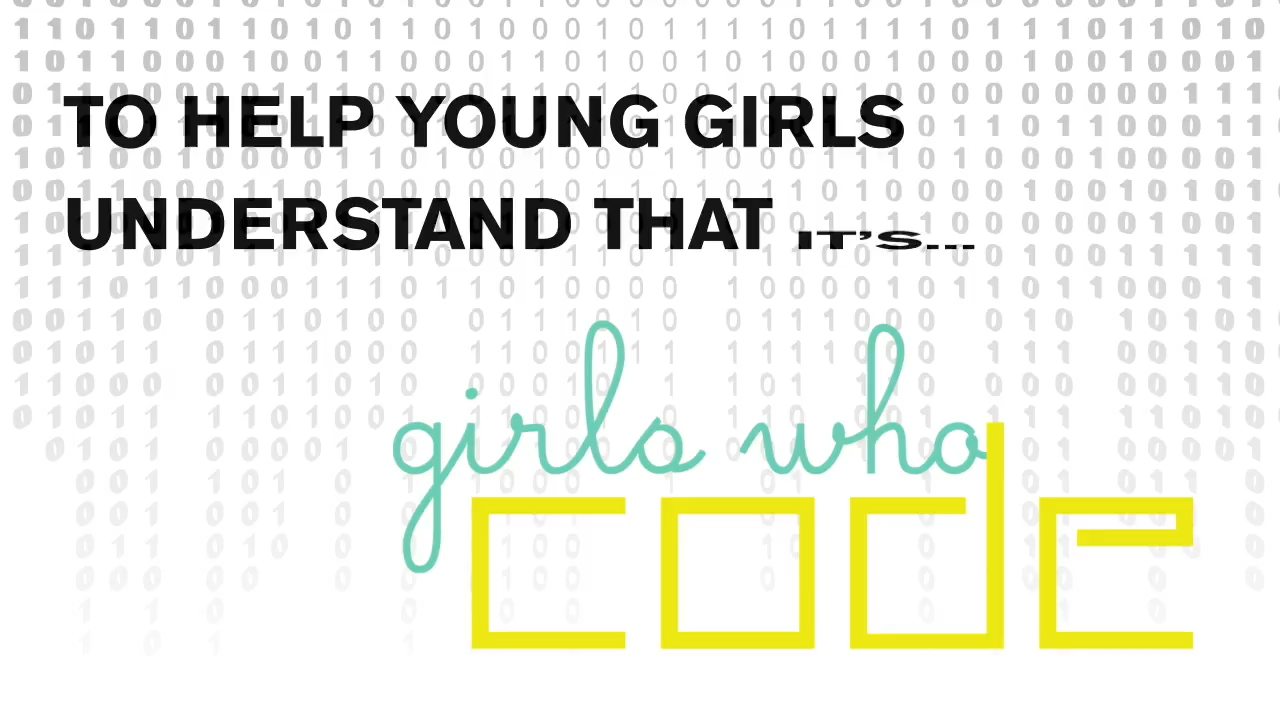 TO HELP YOUNG GIRLS
UNDERSTAND THAT IT'S...
girls who
code